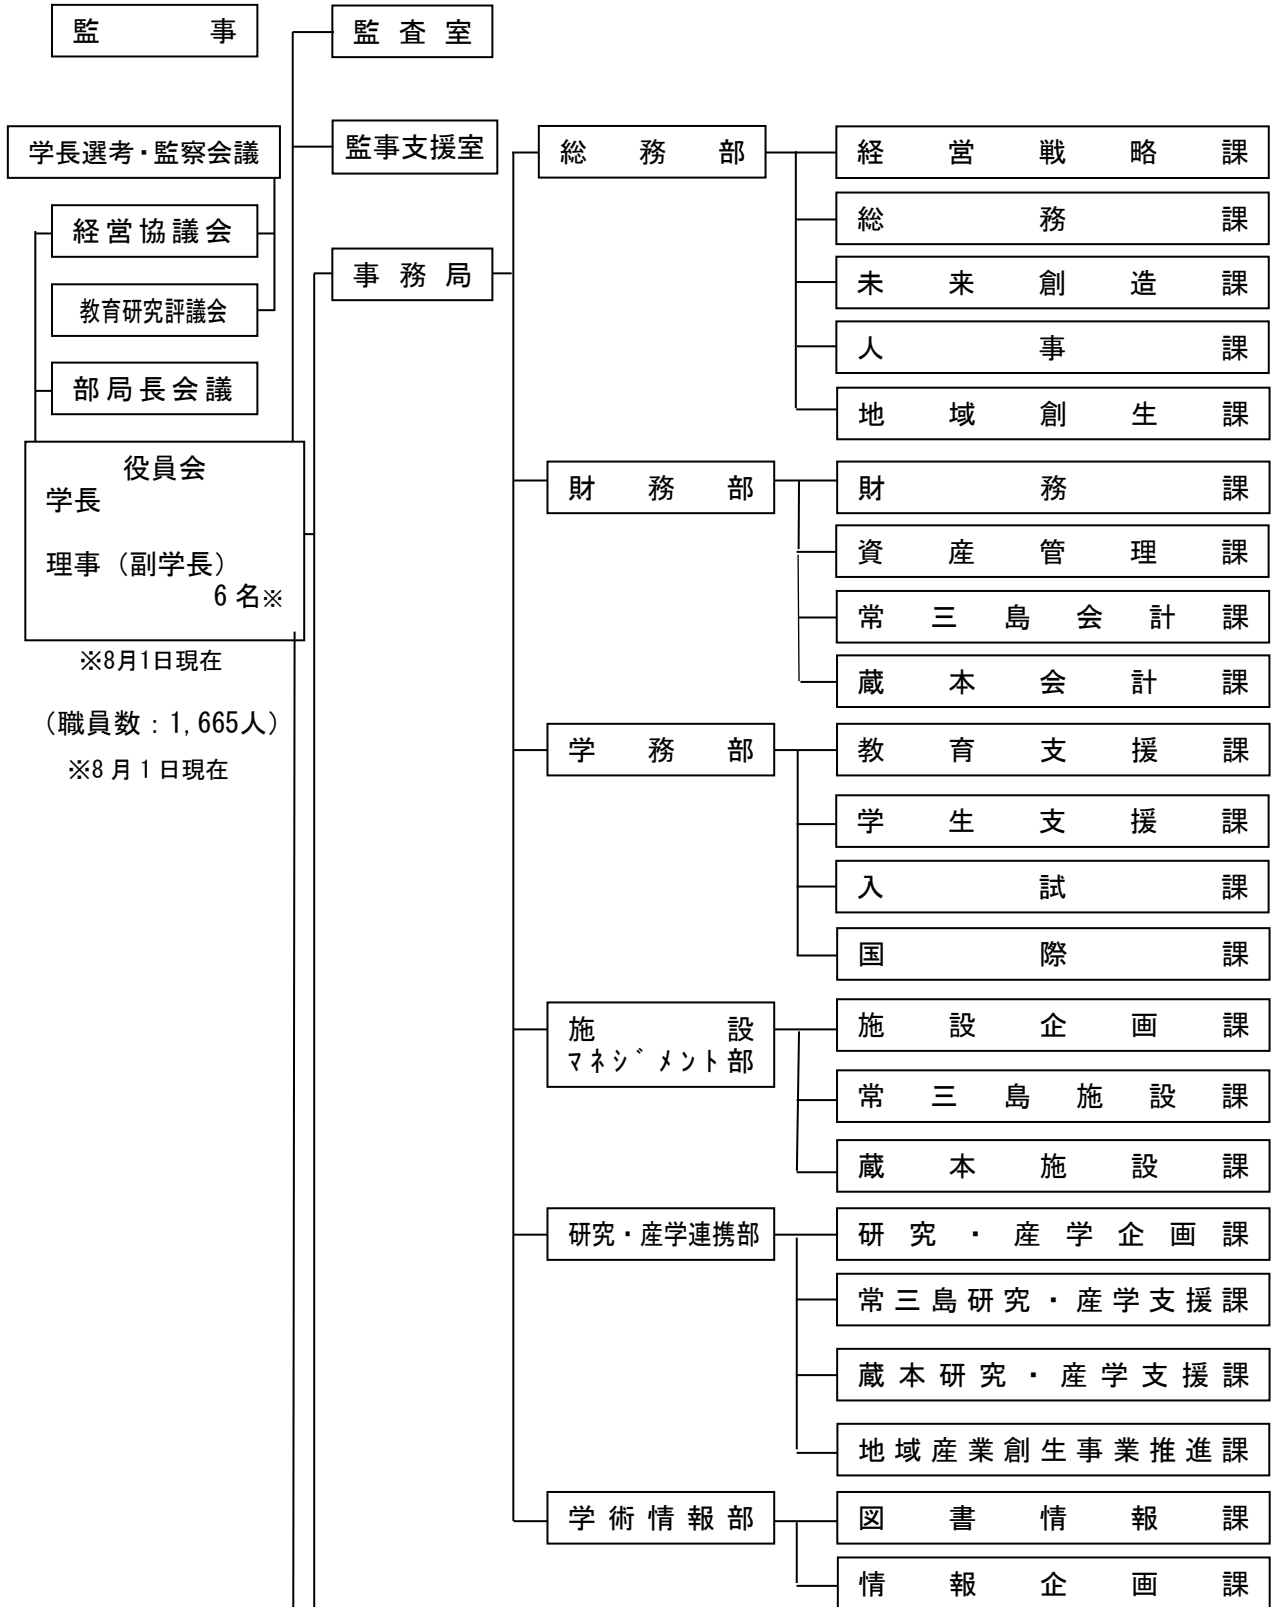 監事
監査室
学長選考・監察会議
監事支援室
総務部
経営戦略課
経営協議会
総務課
教育研究評議会
事務局
未来創造課
部局長会議
人事課
地域創生課
役員会
学長
理事（副学長）
6名※
※8月1日現在
（職員数：1,665人）
※8月1日現在
財務部
財務課
資産管理課
常三島会計課
蔵本会計課
学務部
教育支援課
学生支援課
入試課
国際課
施設
マネジメント部
施設企画課
常三島施設課
蔵本施設課
研究・産学連携部
研究・産学企画課
常三島研究・産学支援課
蔵本研究・産学支援課
地域産業創生事業推進課
学術情報部
図書情報課
情報企画課